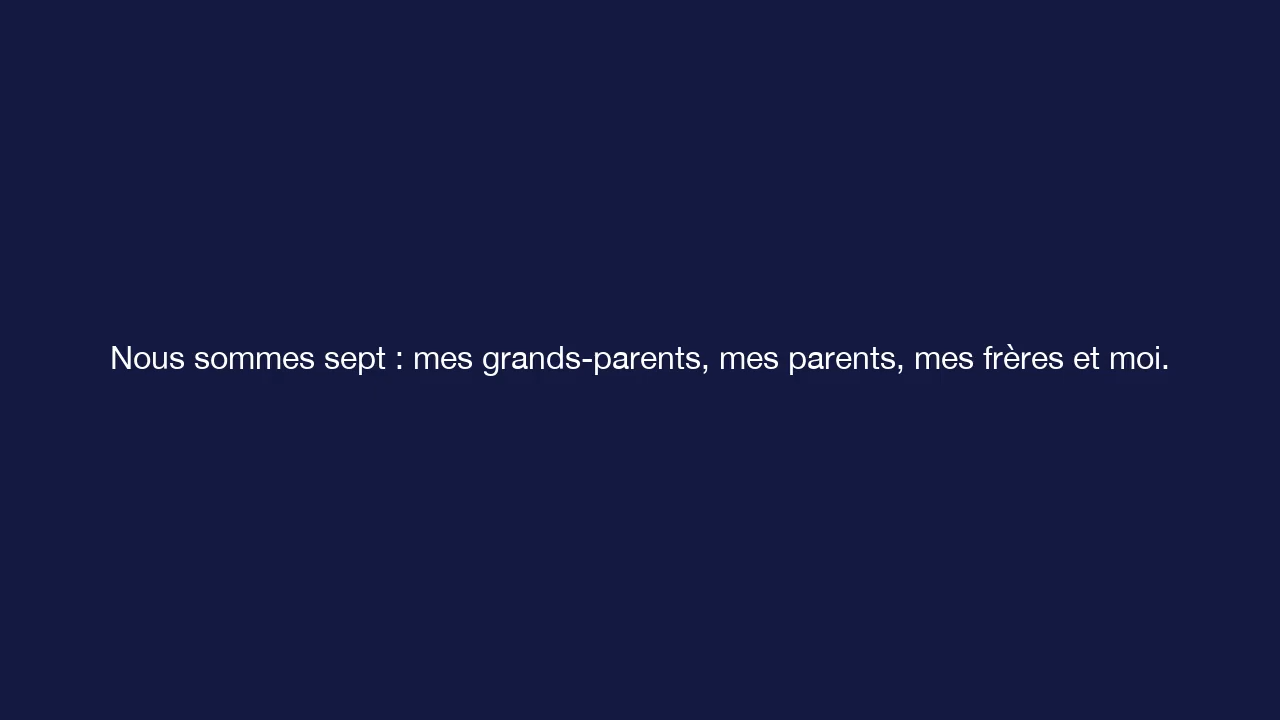 Nous sommes sept : mes grands-parents, mes parents, mes frères et moi.